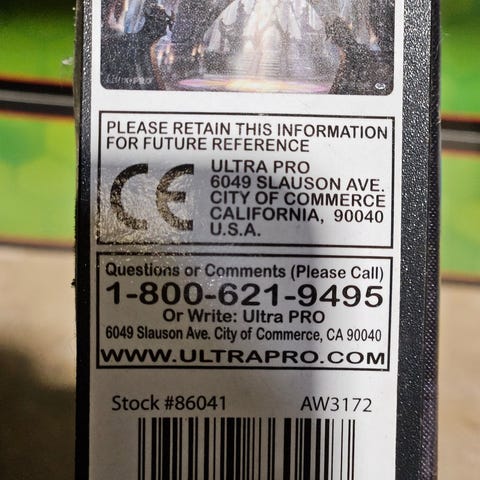 Ultra•PRO
PLEASE RETAIN THIS INFORMATION
FOR FUTURE REFERENCE
CE
ULTRA PRO
6049 SLAUSON AVE.
CITY OF COMMERCE
CALIFORNIA, 90040
U.S.A.
Questions or Comments (Please Call)
1-800-621-9495
Or Write: Ultra PRO
6049 Slauson Ave. City of Commerce, CA 90040
WWW.ULTRAPRO.COM
Stock #86041 AW3172